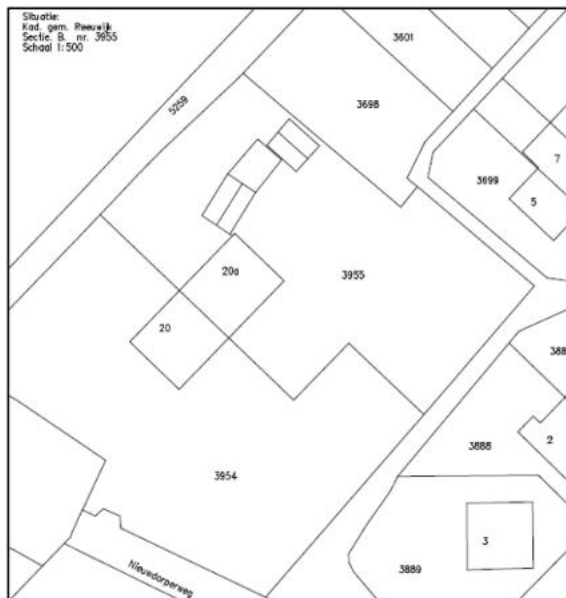 Situatie:
Kad. gem. Reeuwijk
Sectie. B. nr. 3955
Schaal 1:500
3601
5259
3698
7
3699
5
20a
3955
20
388
2
3888
3954
3
Nieuwdorperweg
3889